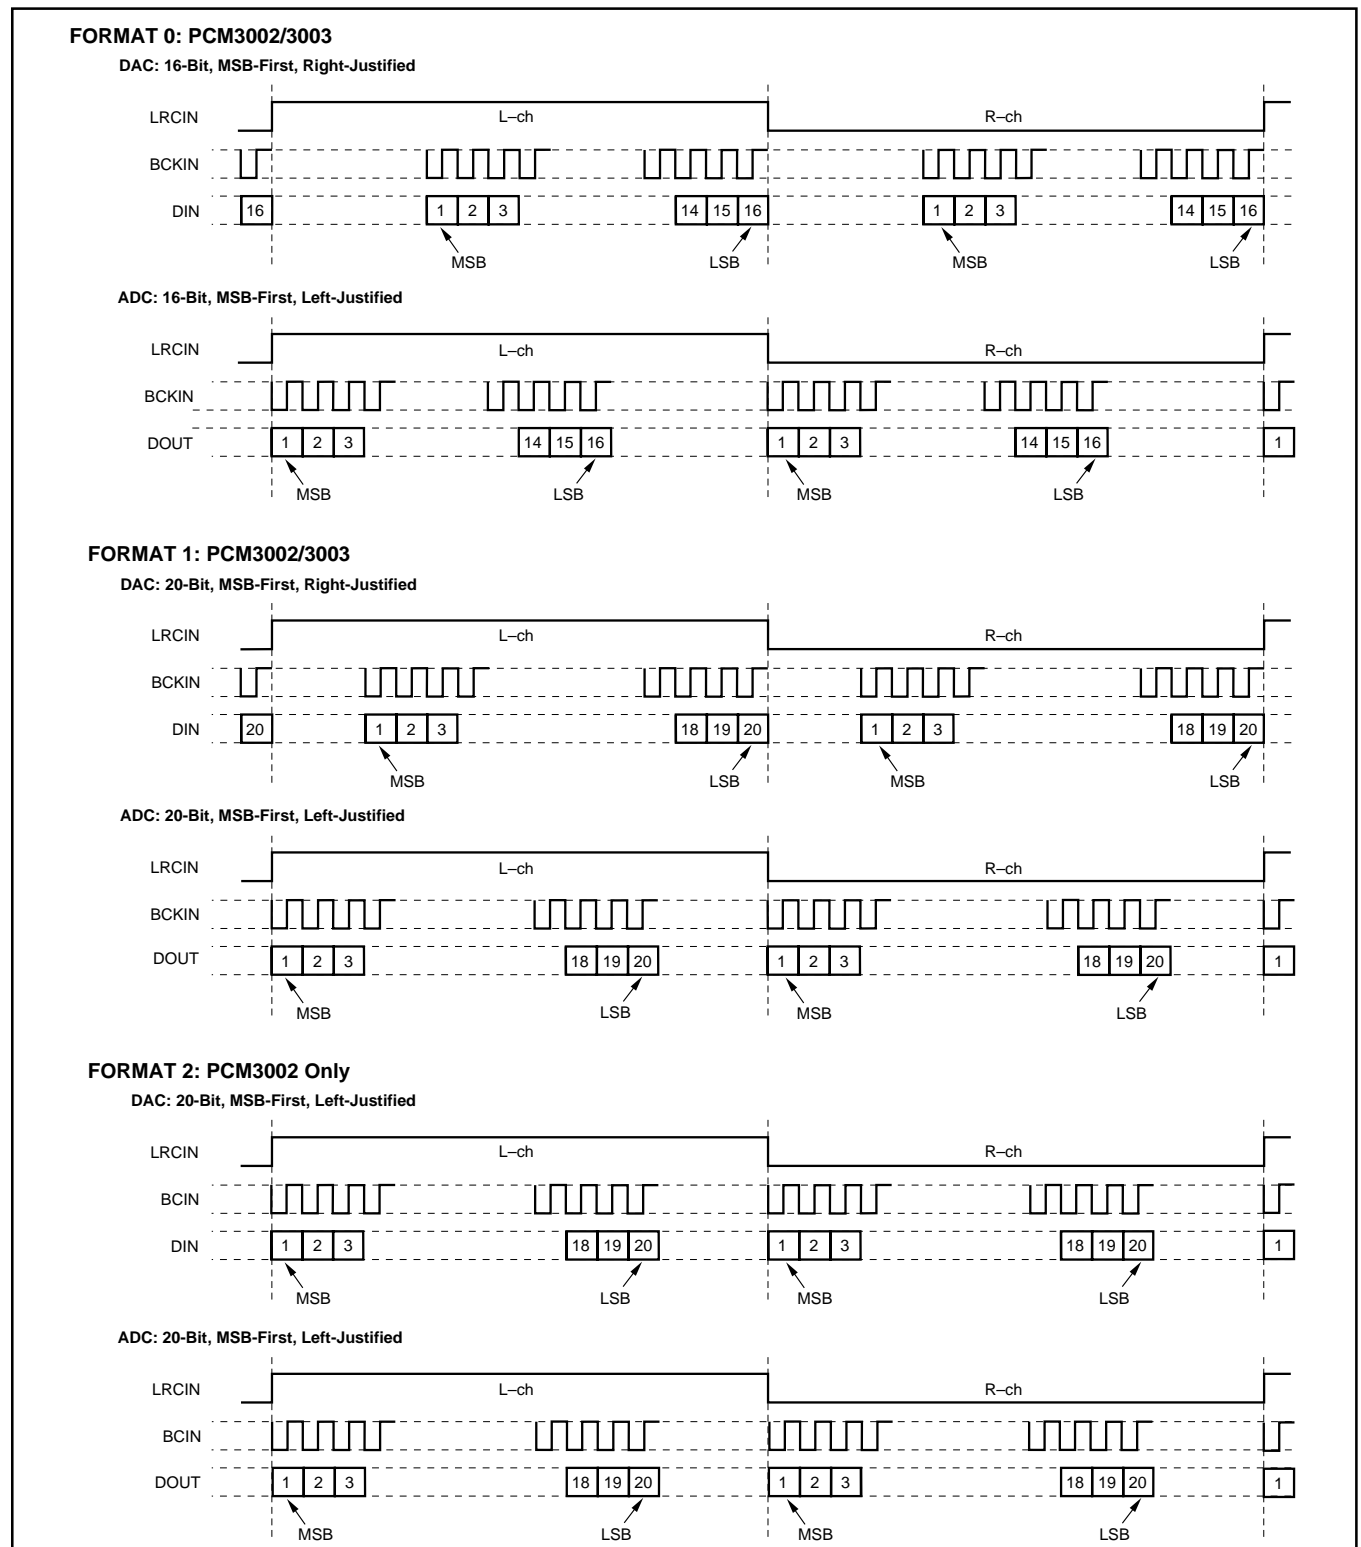 FORMAT 0: PCM3002/3003
DAC: 16-Bit, MSB-First, Right-Justified
LRCIN L–ch R–ch
BCKIN
DIN 16 1 2 3 14 15 16 1 2 3 14 15 16
MSB LSB MSB LSB
ADC: 16-Bit, MSB-First, Left-Justified
LRCIN L–ch R–ch
BCKIN
DOUT 1 2 3 14 15 16 1 2 3 14 15 16 1
MSB LSB MSB LSB
FORMAT 1: PCM3002/3003
DAC: 20-Bit, MSB-First, Right-Justified
LRCIN L–ch R–ch
BCKIN
DIN 20 1 2 3 18 19 20 1 2 3 18 19 20
MSB LSB MSB LSB
ADC: 20-Bit, MSB-First, Left-Justified
LRCIN L–ch R–ch
BCKIN
DOUT 1 2 3 18 19 20 1 2 3 18 19 20 1
MSB LSB MSB LSB
FORMAT 2: PCM3002 Only
DAC: 20-Bit, MSB-First, Left-Justified
LRCIN L–ch R–ch
BCIN
DIN 1 2 3 18 19 20 1 2 3 18 19 20 1
MSB LSB MSB LSB
ADC: 20-Bit, MSB-First, Left-Justified
LRCIN L–ch R–ch
BCIN
DOUT 1 2 3 18 19 20 1 2 3 18 19 20 1
MSB LSB MSB LSB